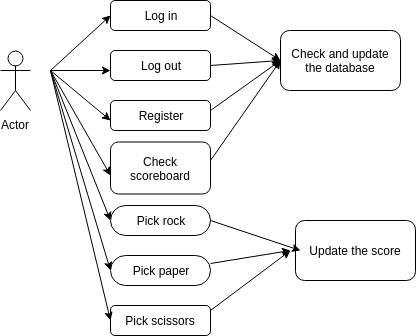 Log in
Log out
Check and update
the database
Actor
Register
Check
scoreboard
Pick rock
Update the score
Pick paper
Pick scissors